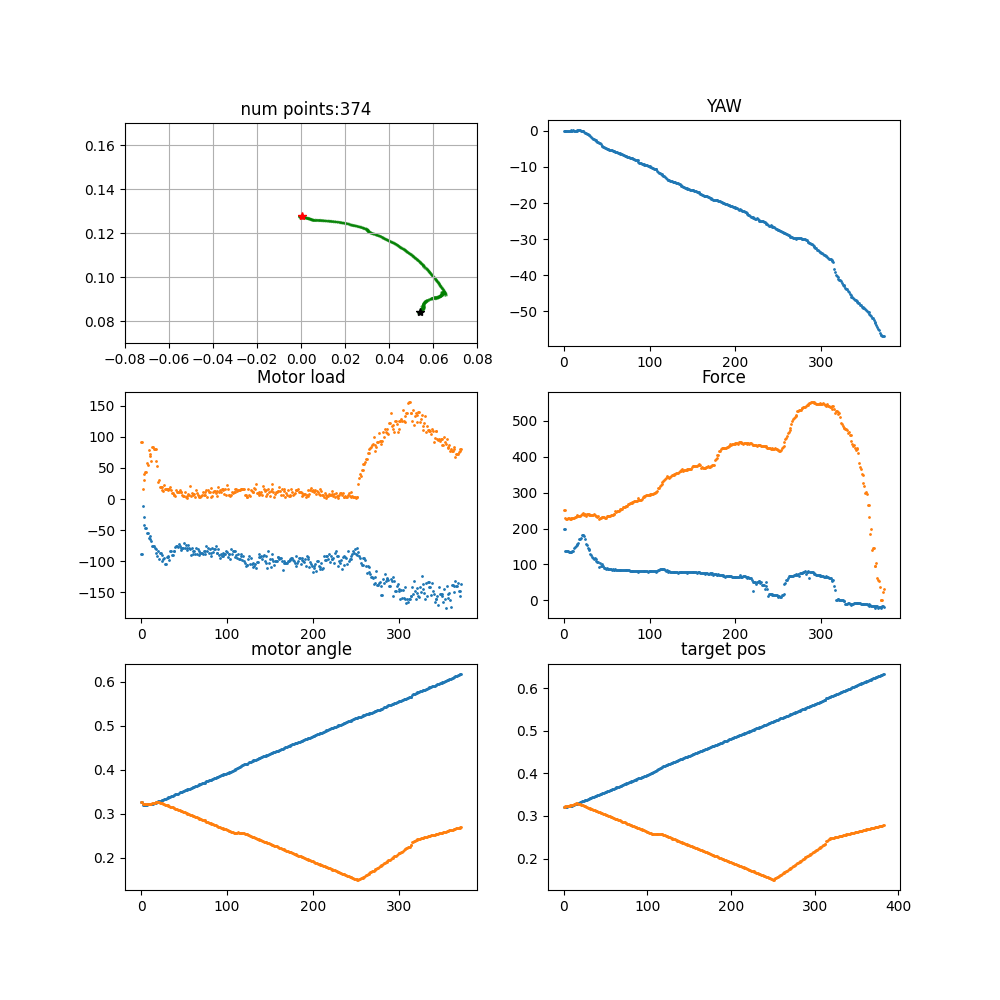 num points:374
0.16
0.14
0.12
0.10
0.08
−0.08 −0.06 −0.04 −0.02 0.00 0.02 0.04 0.06 0.08
YAW
0
−10
−20
−30
−40
−50
0 100 200 300
Motor load
150
100
50
0
−50
−100
−150
0 100 200 300
Force
500
400
300
200
100
0
0 100 200 300
motor angle
0.6
0.5
0.4
0.3
0.2
0 100 200 300
target pos
0.6
0.5
0.4
0.3
0.2
0 100 200 300 400